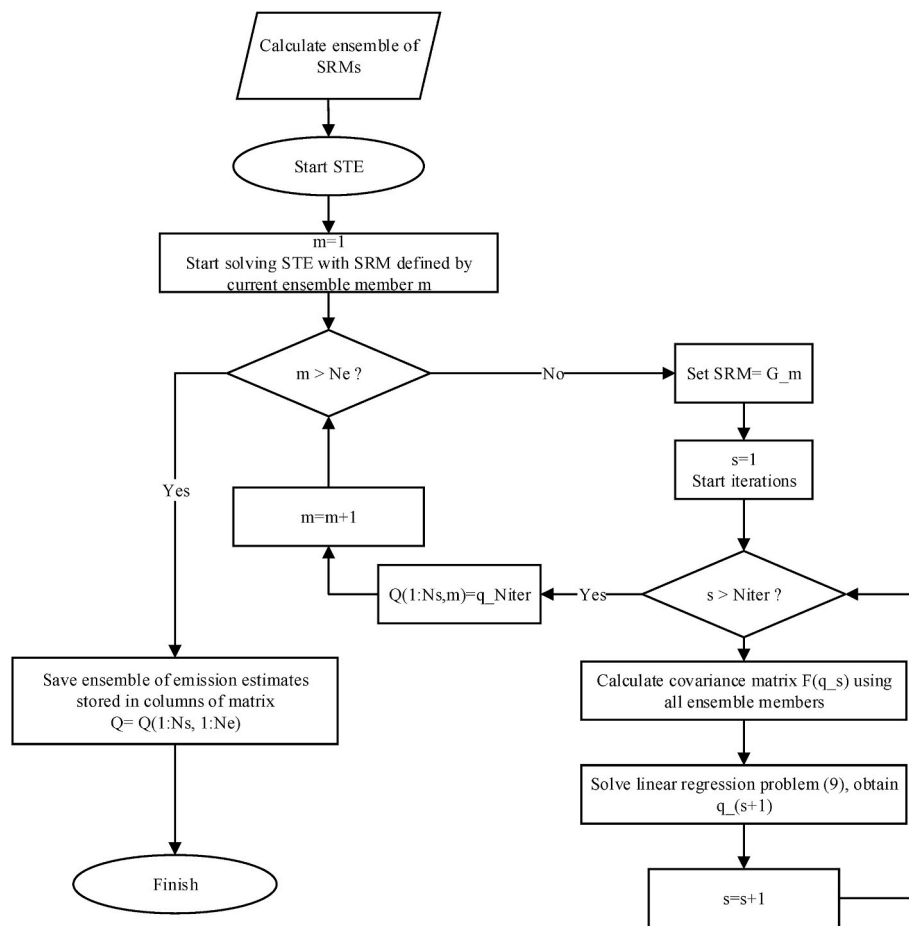 Calculate ensemble of
SRMs
Start STE
m=1
Start solving STE with SRM defined by
current ensemble member m
m > Ne ?
No
Set SRM= G_m
s=1
Start iterations
Yes
m=m+1
s > Niter ?
Yes
Q(1:Ns,m)=q_Niter
Calculate covariance matrix F(q_s) using
all ensemble members
Save ensemble of emission estimates
stored in columns of matrix
Q= Q(1:Ns, 1:Ne)
Solve linear regression problem (9), obtain
q_(s+1)
Finish
s=s+1